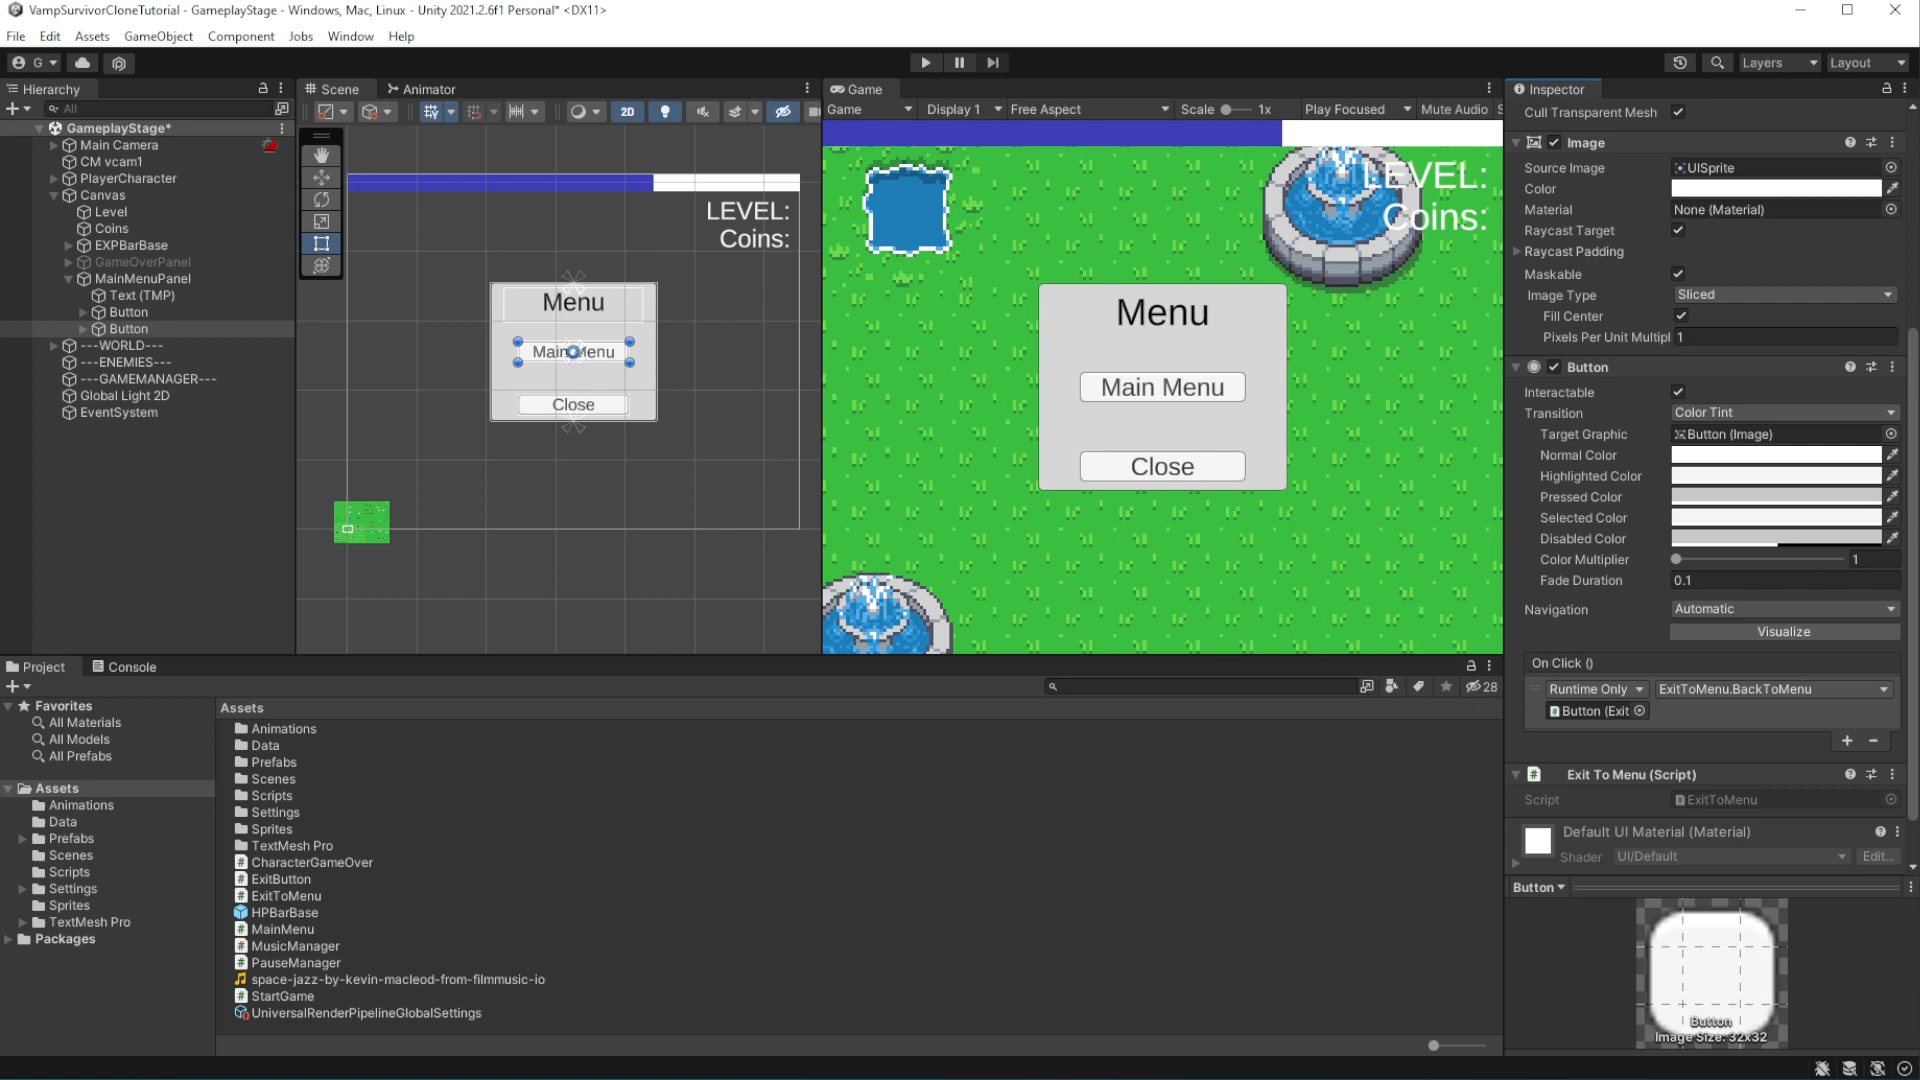 VampSurvivorCloneTutorial - GameplayStage - Windows, Mac, Linux - Unity 2021.2.6f1 Personal* <DX11>
File Edit Assets GameObject Component Jobs Window Help
G
Layers Layout
Hierarchy
All
GameplayStage*
Main Camera
CM vcam1
PlayerCharacter
Canvas
Level
Coins
EXPBarBase
GameOverPanel
MainMenuPanel
Text (TMP)
Button
Button
---WORLD---
---ENEMIES---
---GAMEMANAGER---
Global Light 2D
EventSystem
Scene Animator
2D
LEVEL:
Coins:
Menu
Main Menu
Close
Game
Game Display 1 Free Aspect Scale 1x Play Focused Mute Audio S
LEVEL:
Coins:
Menu
Main Menu
Close
Inspector
Cull Transparent Mesh
Image
Source Image UISprite
Color
Material None (Material)
Raycast Target
Raycast Padding
Maskable
Image Type Sliced
Fill Center
Pixels Per Unit Multipl 1
Button
Interactable
Transition Color Tint
Target Graphic Button (Image)
Normal Color
Highlighted Color
Pressed Color
Selected Color
Disabled Color
Color Multiplier 1
Fade Duration 0.1
Navigation Automatic
Visualize
On Click ()
Runtime Only ExitToMenu.BackToMenu
Button (Exit
+ -
Exit To Menu (Script)
Script ExitToMenu
Default UI Material (Material)
Shader UI/Default Edit...
Button
Button
Image Size: 32x32
Project Console
28
Favorites
All Materials
All Models
All Prefabs
Assets
Animations
Data
Prefabs
Scenes
Scripts
Settings
Sprites
TextMesh Pro
Packages
Assets
Animations
Data
Prefabs
Scenes
Scripts
Settings
Sprites
TextMesh Pro
CharacterGameOver
ExitButton
ExitToMenu
HPBarBase
MainMenu
MusicManager
PauseManager
space-jazz-by-kevin-macleod-from-filmmusic-io
StartGame
UniversalRenderPipelineGlobalSettings